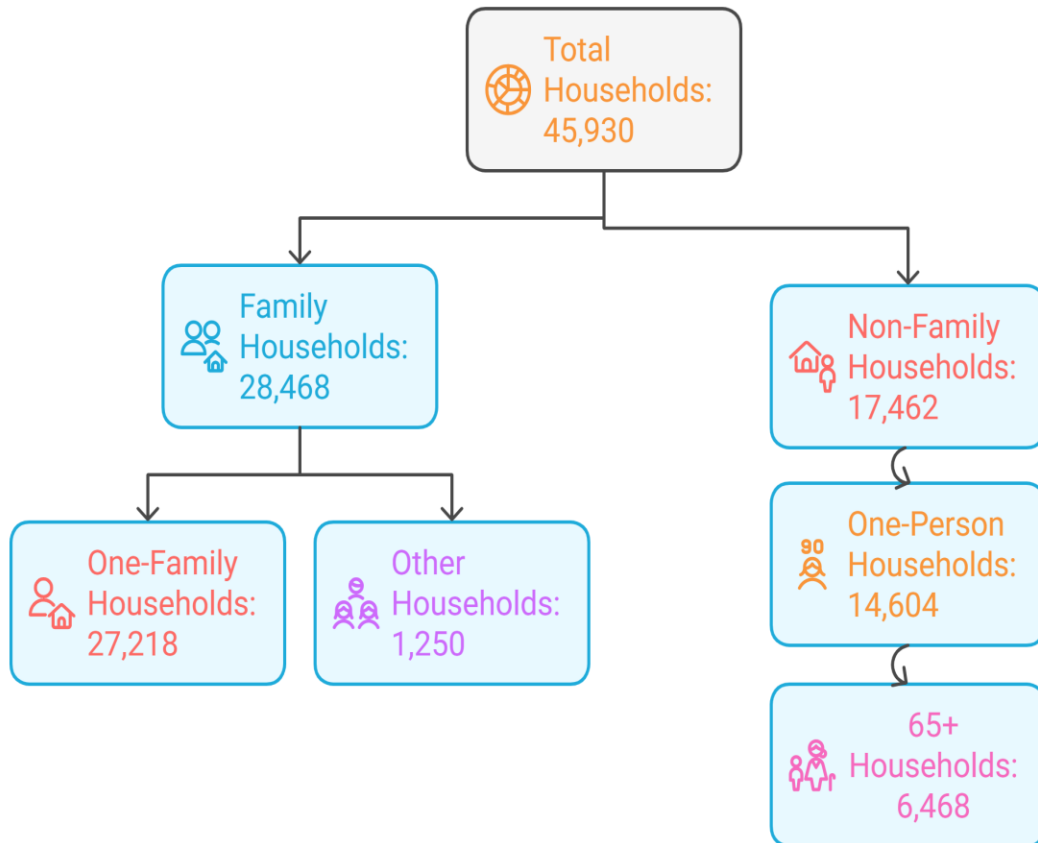 Total
Households:
45,930
Family
Households:
28,468
Non-Family
Households:
17,462
One-Family
Households:
27,218
Other
Households:
1,250
90
One-Person
Households:
14,604
65+
Households:
6,468